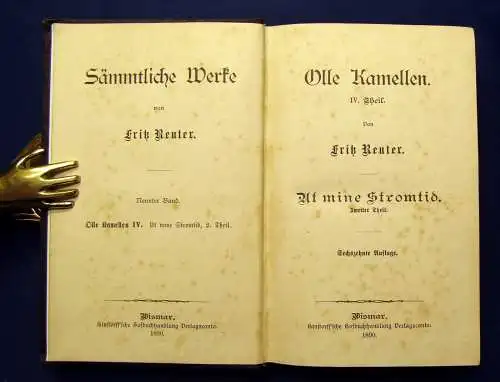 Sämmtliche Werke
von
Fritz Reuter.
Neunter Band.
Olle Kamellen IV. Ut mine Stromtid, 2. Theil.
Wismar.
Hinstorff'sche Hofbuchhandlung Verlagsconto.
1890.
Olle Kamellen.
IV. Theil.
Von
Fritz Reuter.
Ut mine Stromtid.
Zweiter Theil.
Sechszehnte Auflage.
Wismar.
Hinstorff'sche Hofbuchhandlung Verlagsconto.
1890.